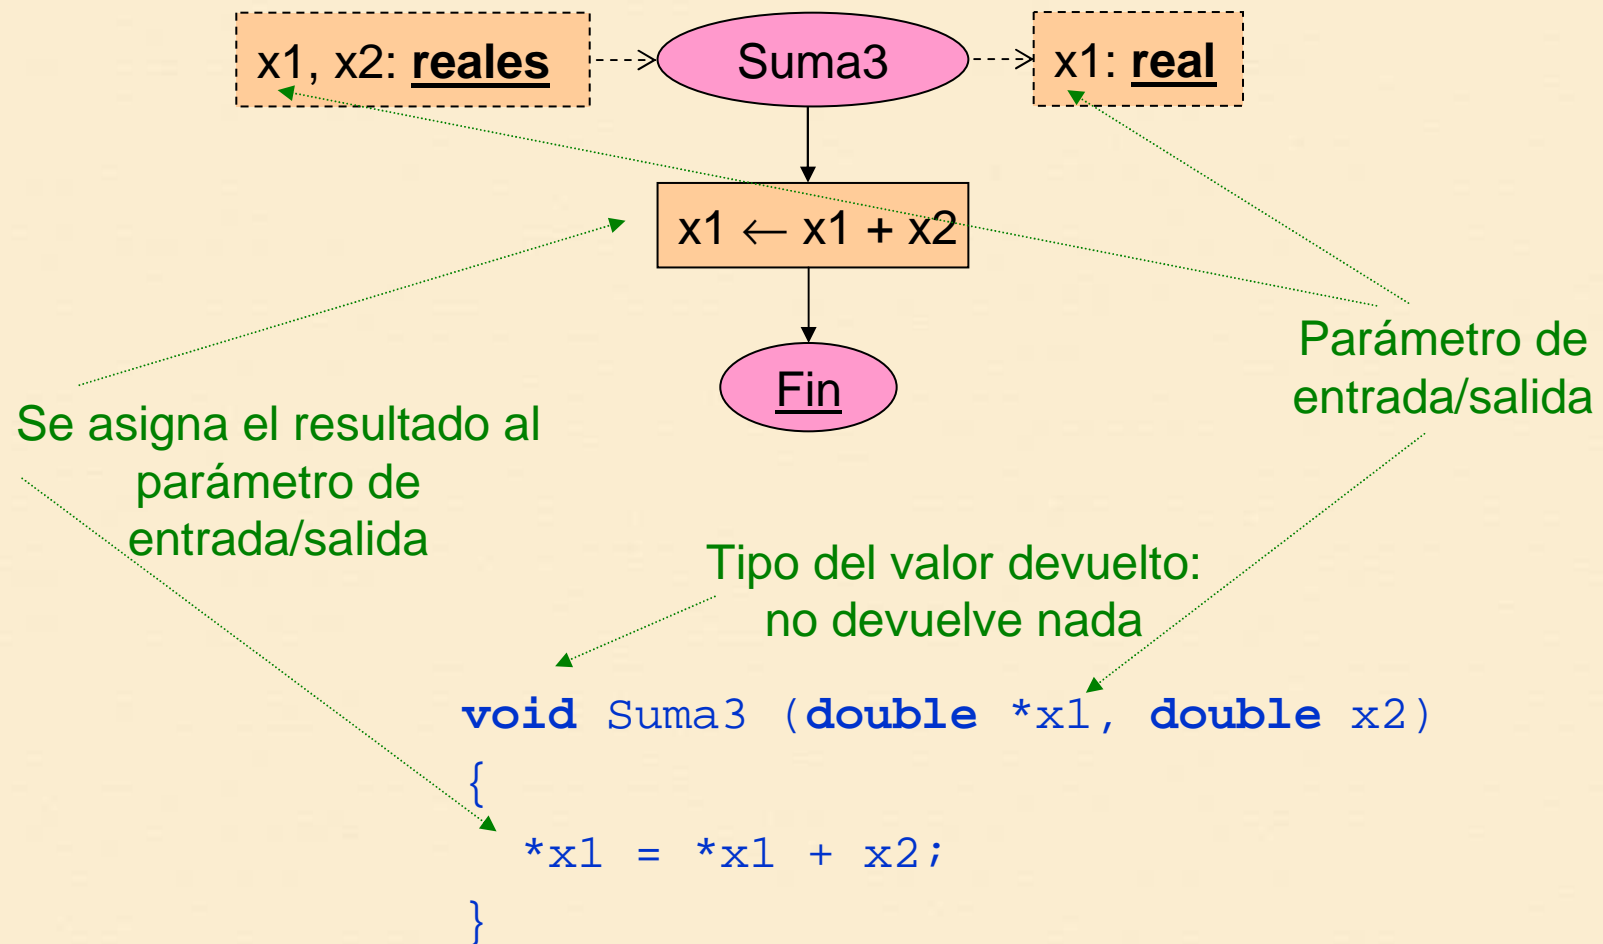 x1, x2: reales
Suma3
x1: real
x1 ← x1 + x2
Fin
Parámetro de
entrada/salida
Se asigna el resultado al
parámetro de
entrada/salida
Tipo del valor devuelto:
no devuelve nada
void Suma3 (double *x1, double x2)
{
*x1 = *x1 + x2;
}